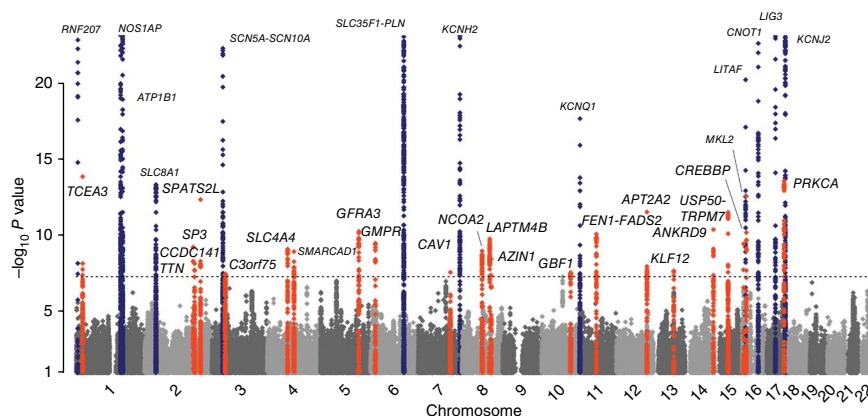 LIG3
RNF207
NOS1AP
SLC35F1-PLN
KCNH2
CNOT1
SCN5A-SCN10A
KCNJ2
LITAF
20
ATP1B1
KCNQ1
MKL2
15
SLC8A1
CREBBP
TCEA3
SPATS2L
APT2A2
USP50-
TRPM7
PRKCA
GFRA3
NCOA2
LAPTM4B
FEN1-FADS2
SP3
SLC4A4
GMPR
ANKRD9
10
CCDC141
SMARCAD1
CAV1
AZIN1
TTN
C3orf75
GBF1
KLF12
5
1
–log10 P value
1 2 3 4 5 6 7 8 9 10 11 12 13 14 15 16 17 18 19 20 21 22
Chromosome